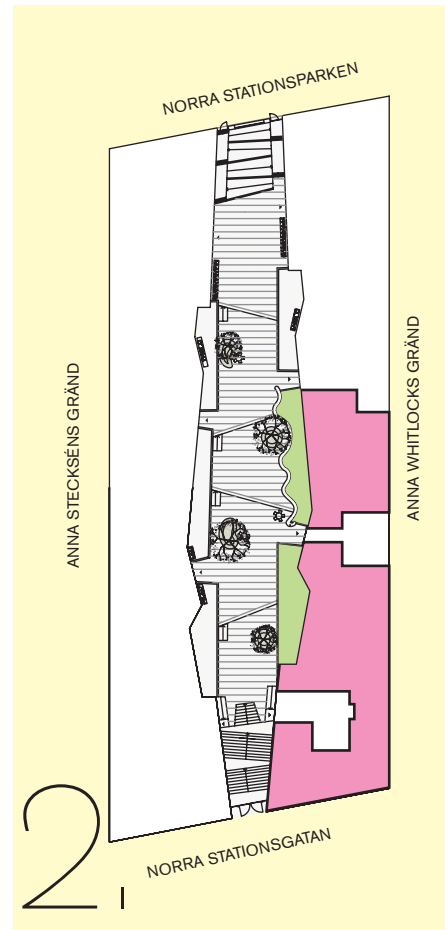 NORRA STATIONSPARKEN
ANNA STECKSÉNS GRÄND
ANNA WHITLOCKS GRÄND
NORRA STATIONSGATAN
2